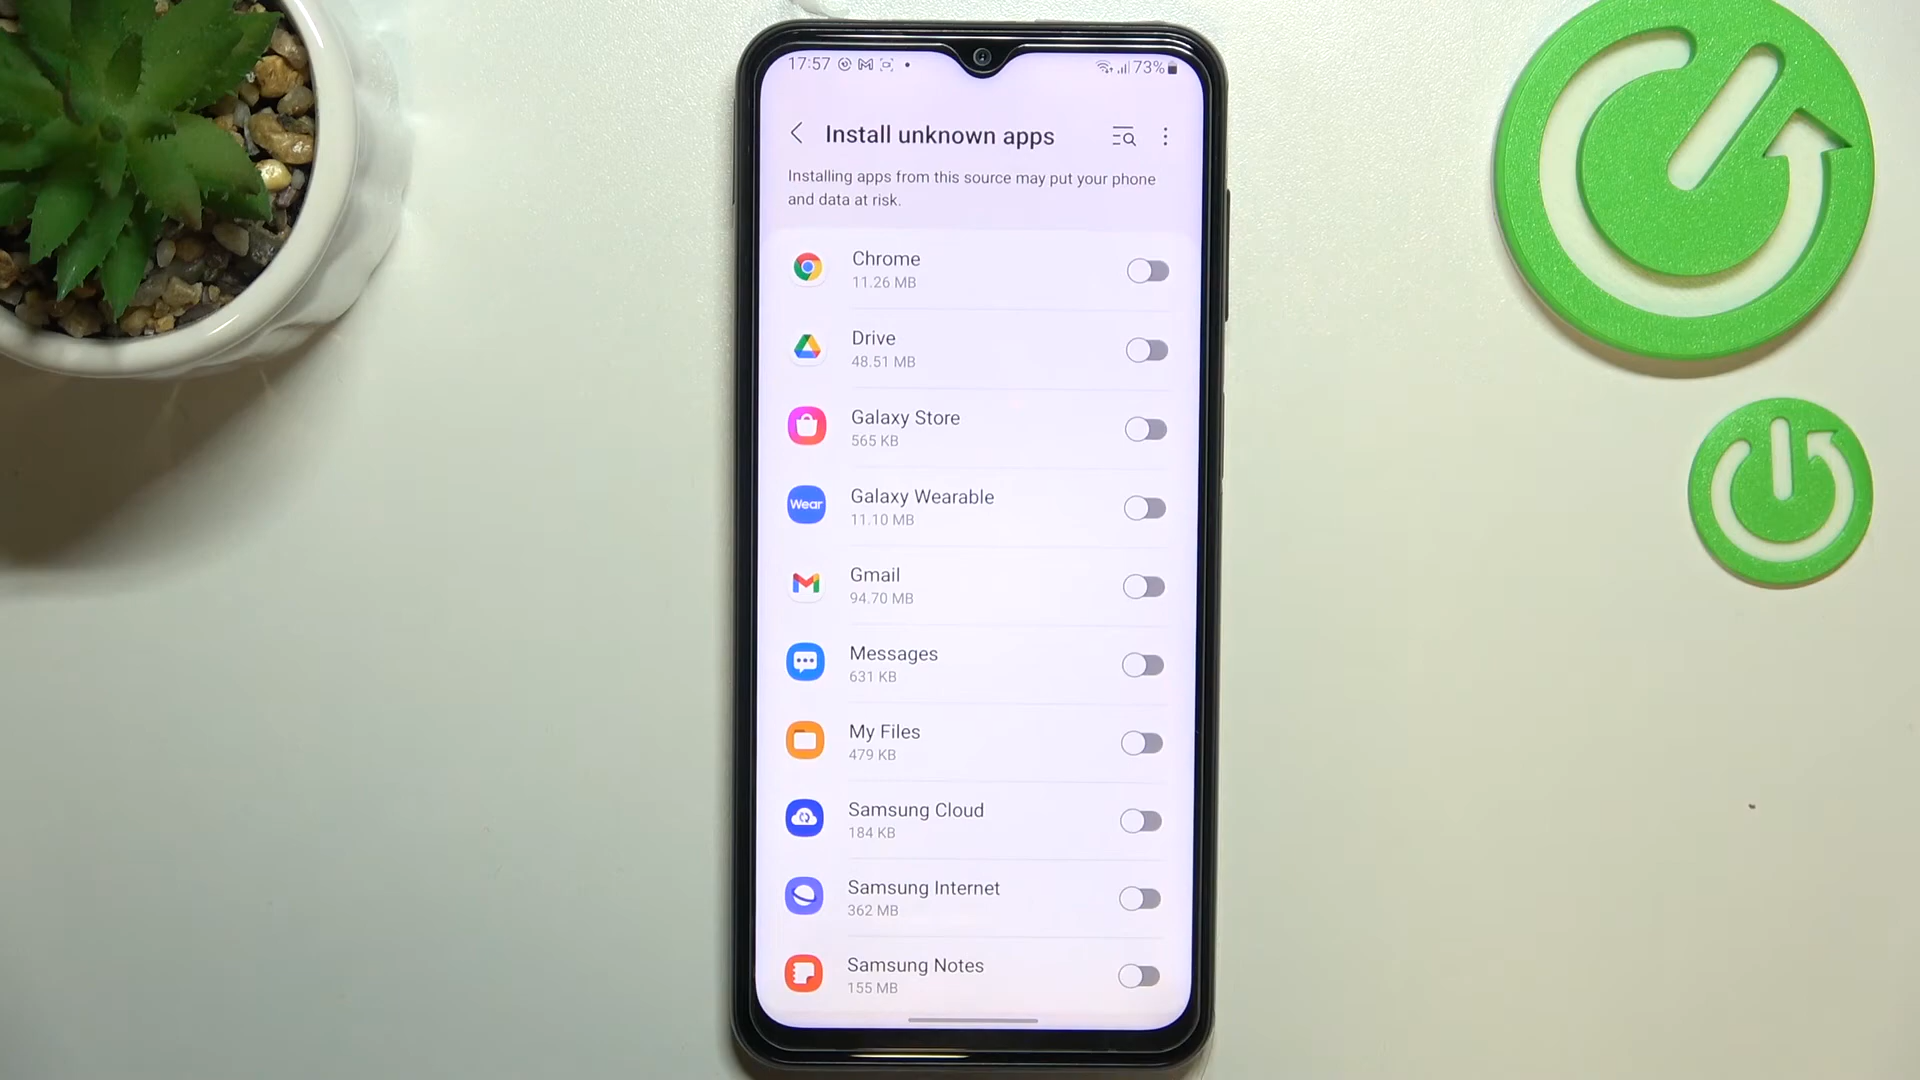 17:57
73%
Install unknown apps
Installing apps from this source may put your phone
and data at risk.
Chrome
11.26 MB
Drive
48.51 MB
Galaxy Store
565 KB
Wear
Galaxy Wearable
11.10 MB
Gmail
94.70 MB
Messages
631 KB
My Files
479 KB
Samsung Cloud
184 KB
Samsung Internet
362 MB
Samsung Notes
155 MB